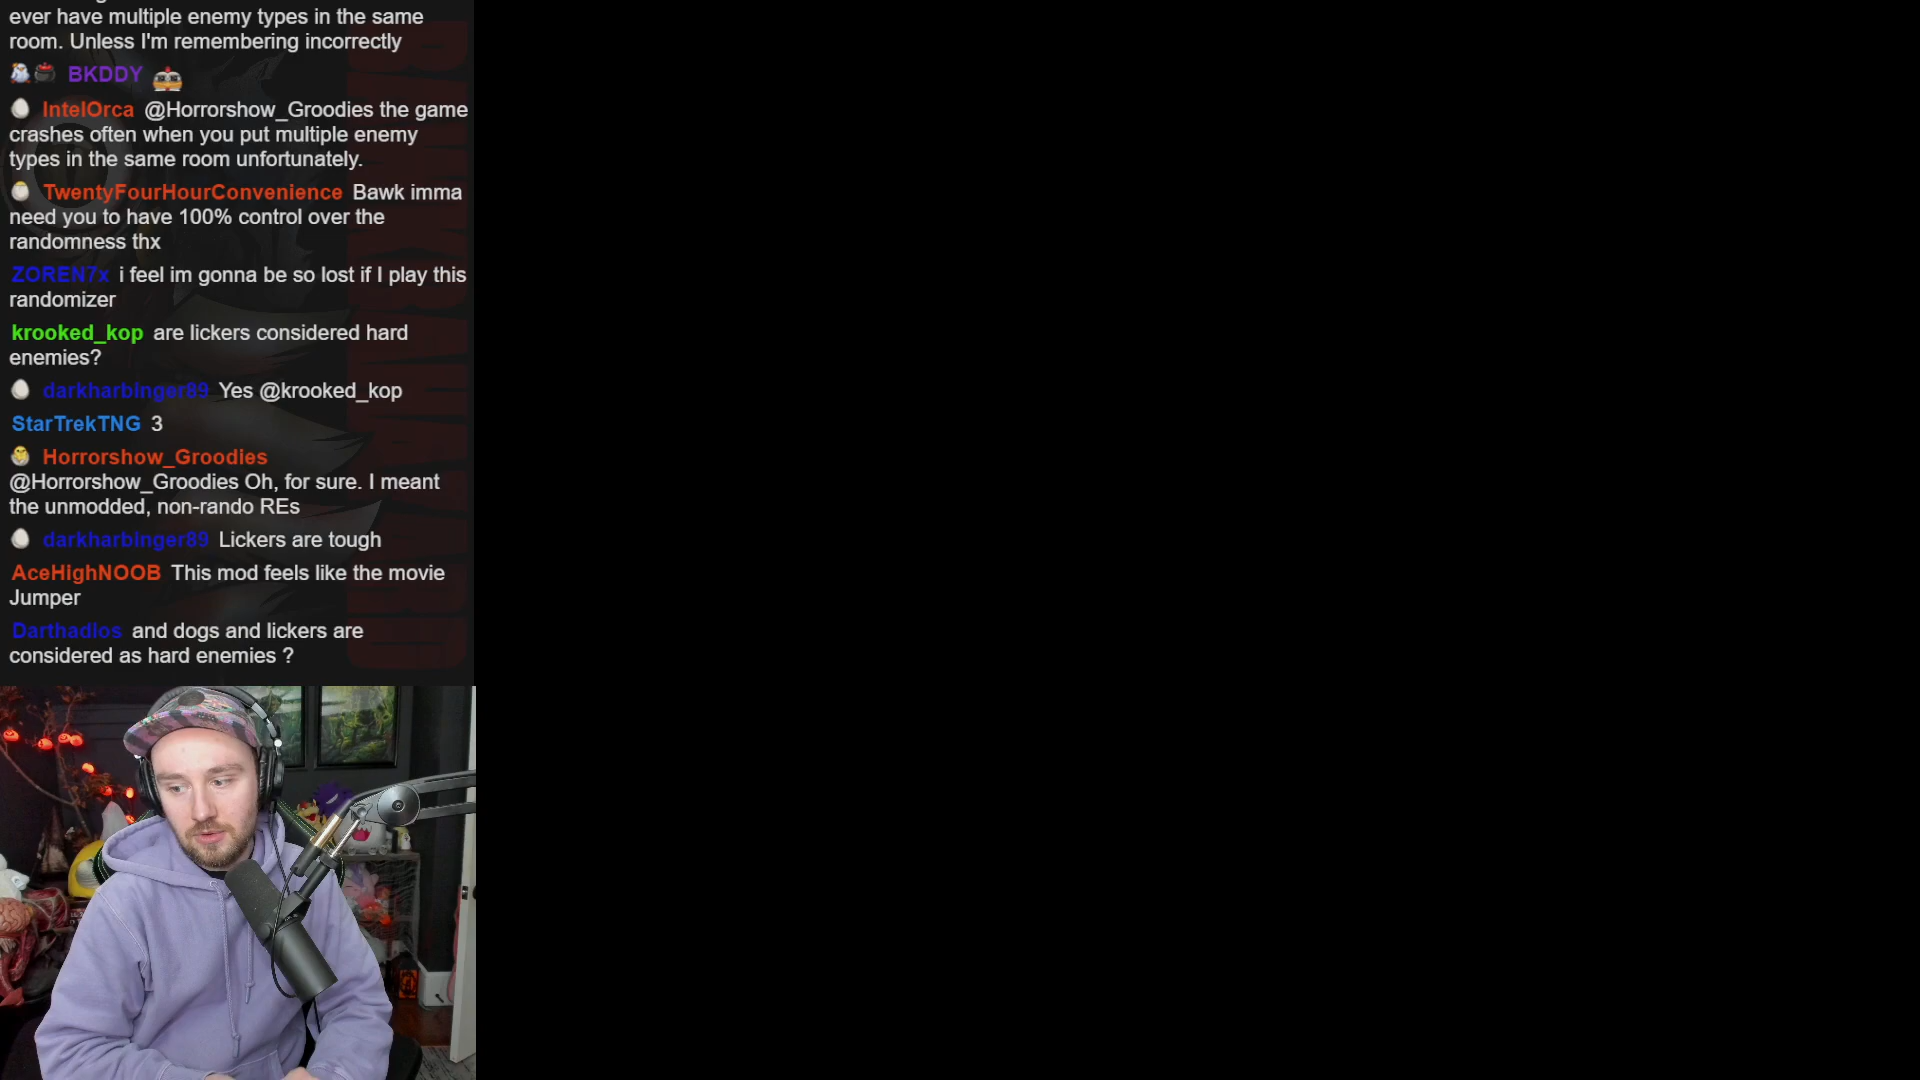 ever have multiple enemy types in the same
room. Unless I'm remembering incorrectly
BKDDY
IntelOrca @Horrorshow_Groodies the game
crashes often when you put multiple enemy
types in the same room unfortunately.
TwentyFourHourConvenience Bawk imma
need you to have 100% control over the
randomness thx
ZOREN7x i feel im gonna be so lost if I play this
randomizer
krooked_kop are lickers considered hard
enemies?
darkharbinger89 Yes @krooked_kop
StarTrekTNG 3
Horrorshow_Groodies
@Horrorshow_Groodies Oh, for sure. I meant
the unmodded, non-rando REs
darkharbinger89 Lickers are tough
AceHighNOOB This mod feels like the movie
Jumper
Darthadios and dogs and lickers are
considered as hard enemies ?